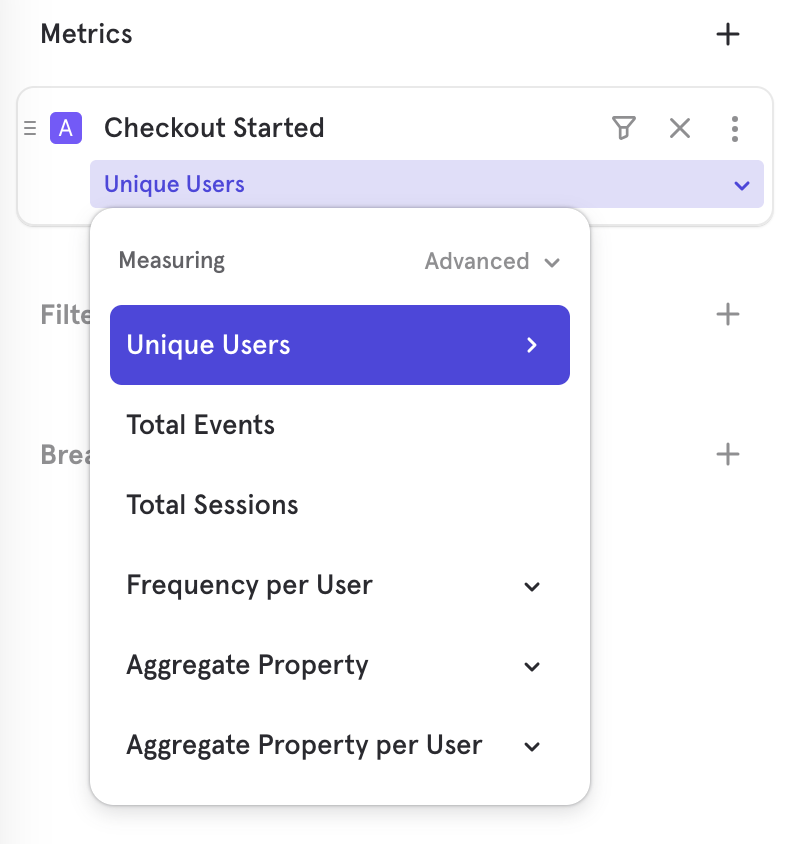 Metrics
A Checkout Started
Unique Users
Measuring Advanced
Filte
Unique Users
Total Events
Brea
Total Sessions
Frequency per User
Aggregate Property
Aggregate Property per User